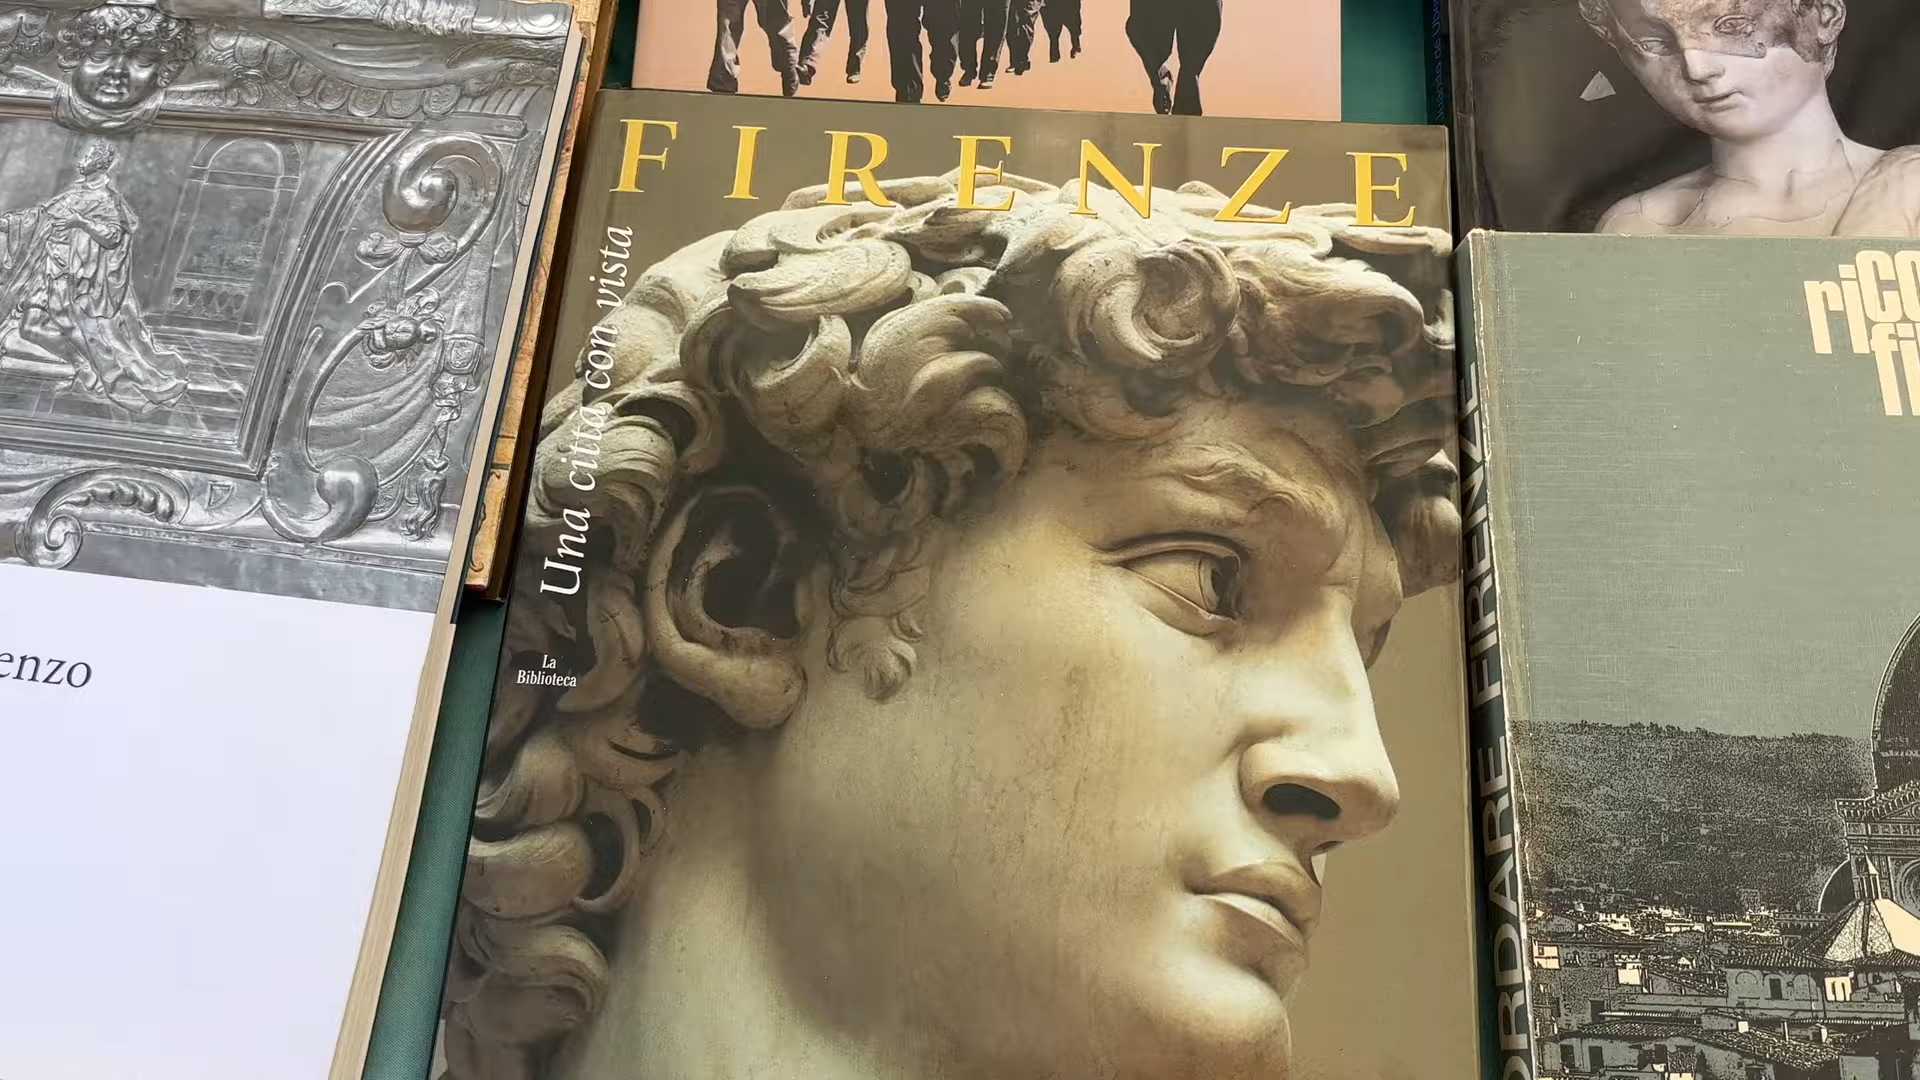 FIRENZE
Una città con vista
La
Biblioteca
enzo
rico
fi
ORDARE FIRENZE